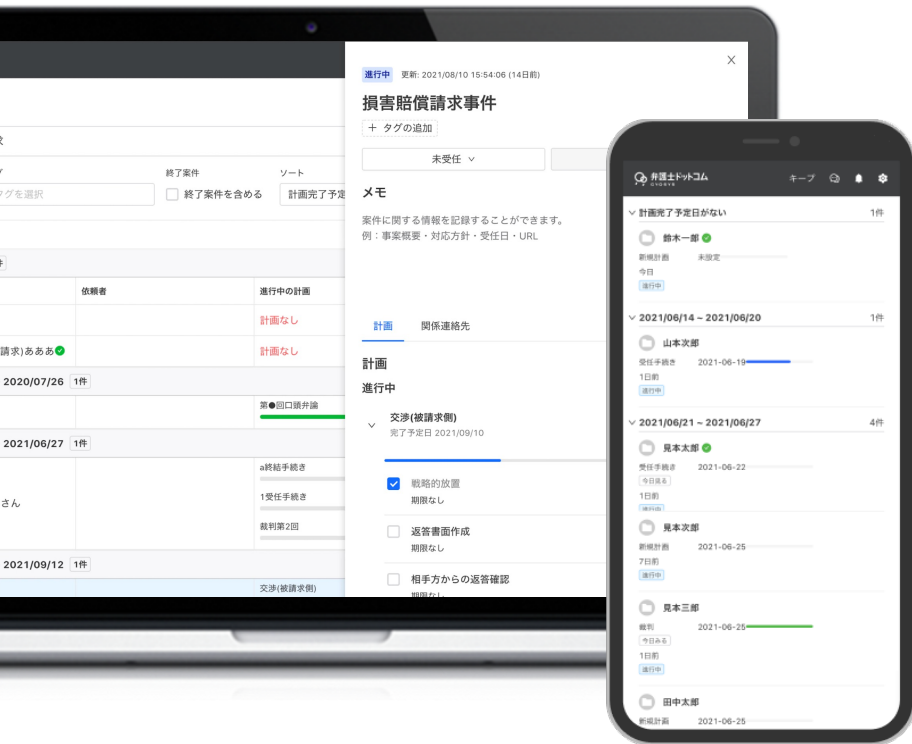 求
グ
タグを選択
終了案件
終了案件を含める
ソート
計画完了予定
件
依頼者
進行中の計画
計画なし
請求)あああ
計画なし
2020/07/26 1件
第●回口頭弁論
2021/06/27 1件
a終結手続き
さん
1受任手続き
裁判第2回
2021/09/12 1件
交渉(被請求側)
X
進行中 更新: 2021/08/10 15:54:06 (14日前)
損害賠償請求事件
+ タグの追加
未受任
メモ
案件に関する情報を記録することができます。
例：事案概要・対応方針・受任日・URL
計画 関係連絡先
計画
進行中
交渉(被請求側)
完了予定日 2021/09/10
戦略的放置
期限なし
返答書面作成
期限なし
相手方からの返答確認
期限なし
弁護士ドットコム
キープ
計画完了予定日がない 1件
鈴木一郎
新規計画 未設定
今日
進行中
2021/06/14 ~ 2021/06/20 1件
山本次郎
受任手続き 2021-06-19
1日前
進行中
2021/06/21 ~ 2021/06/27 4件
見本太郎
受任手続き 2021-06-22
今日見る
1日前
進行中
見本次郎
新規計画 2021-06-25
7日前
進行中
見本三郎
裁判 2021-06-25
今日みる
1日前
進行中
田中太郎
新規計画 2021-06-25